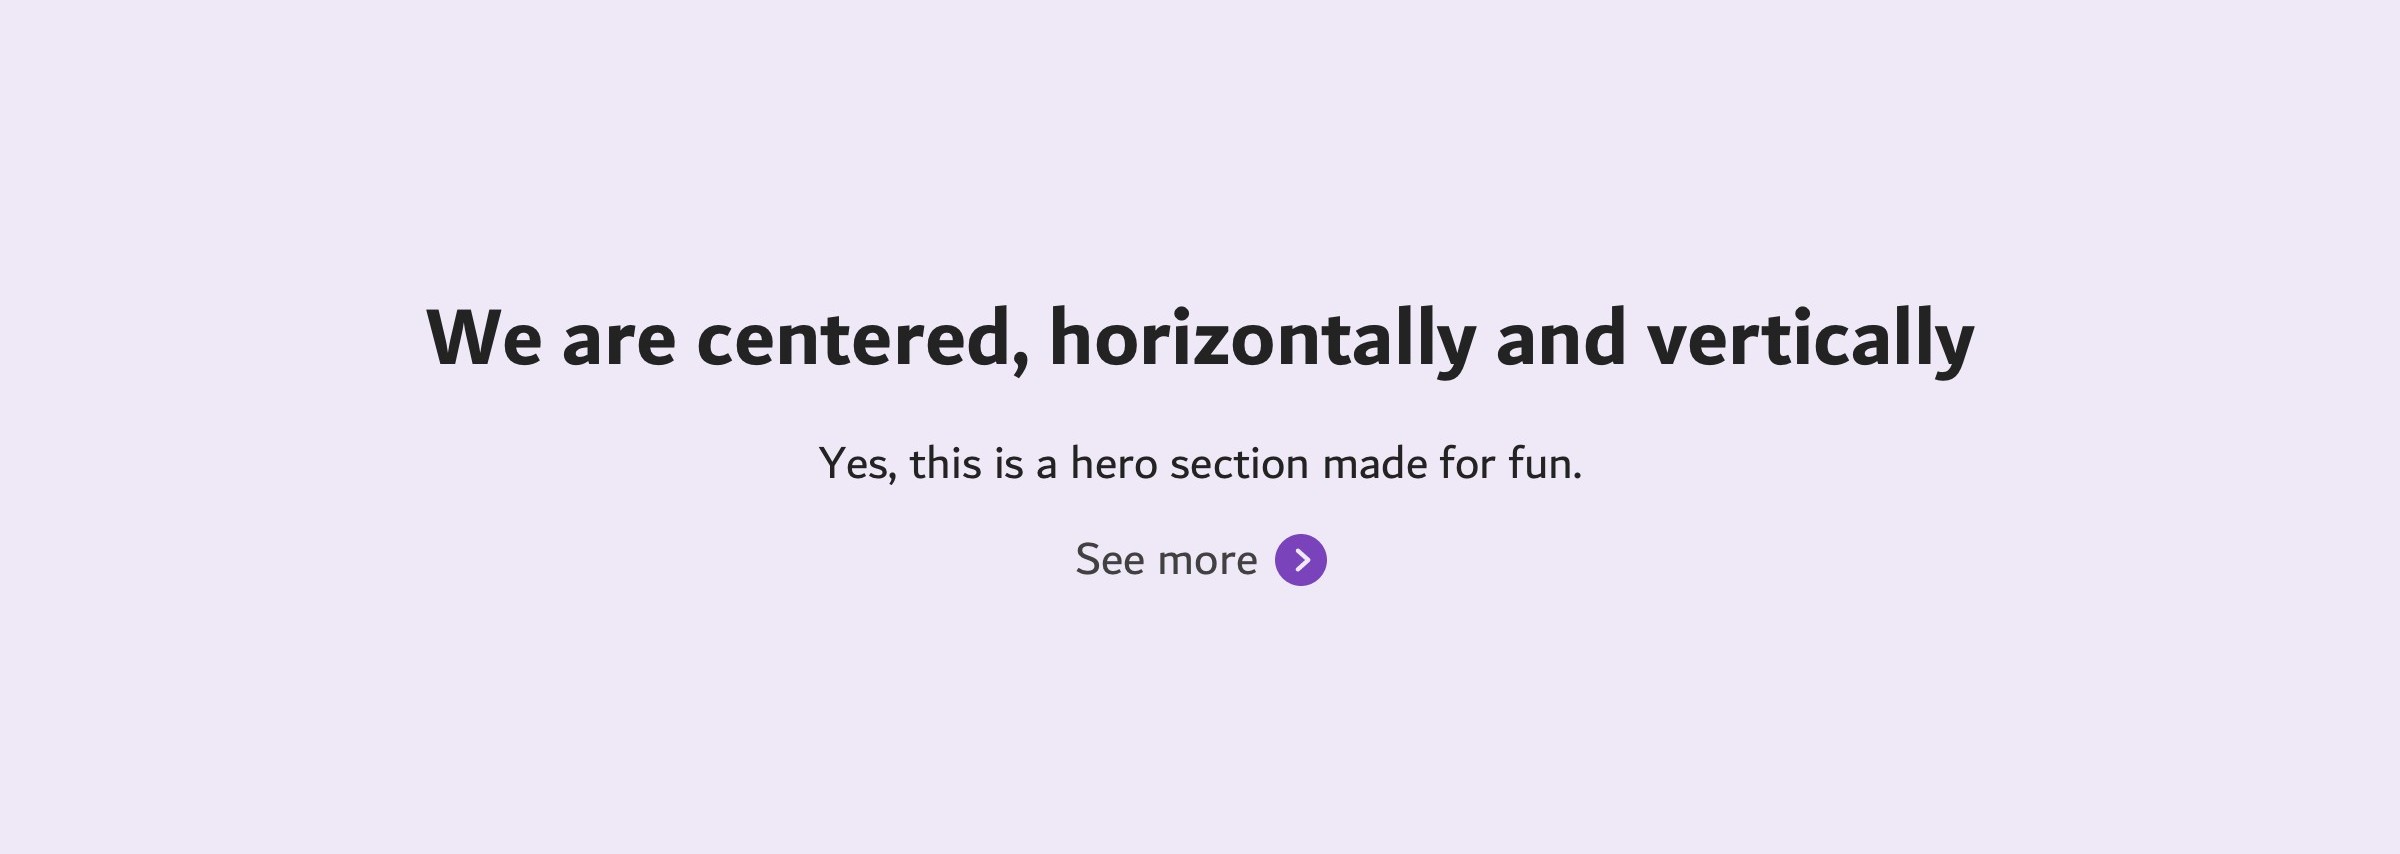 We are centered, horizontally and vertically
Yes, this is a hero section made for fun.
See more